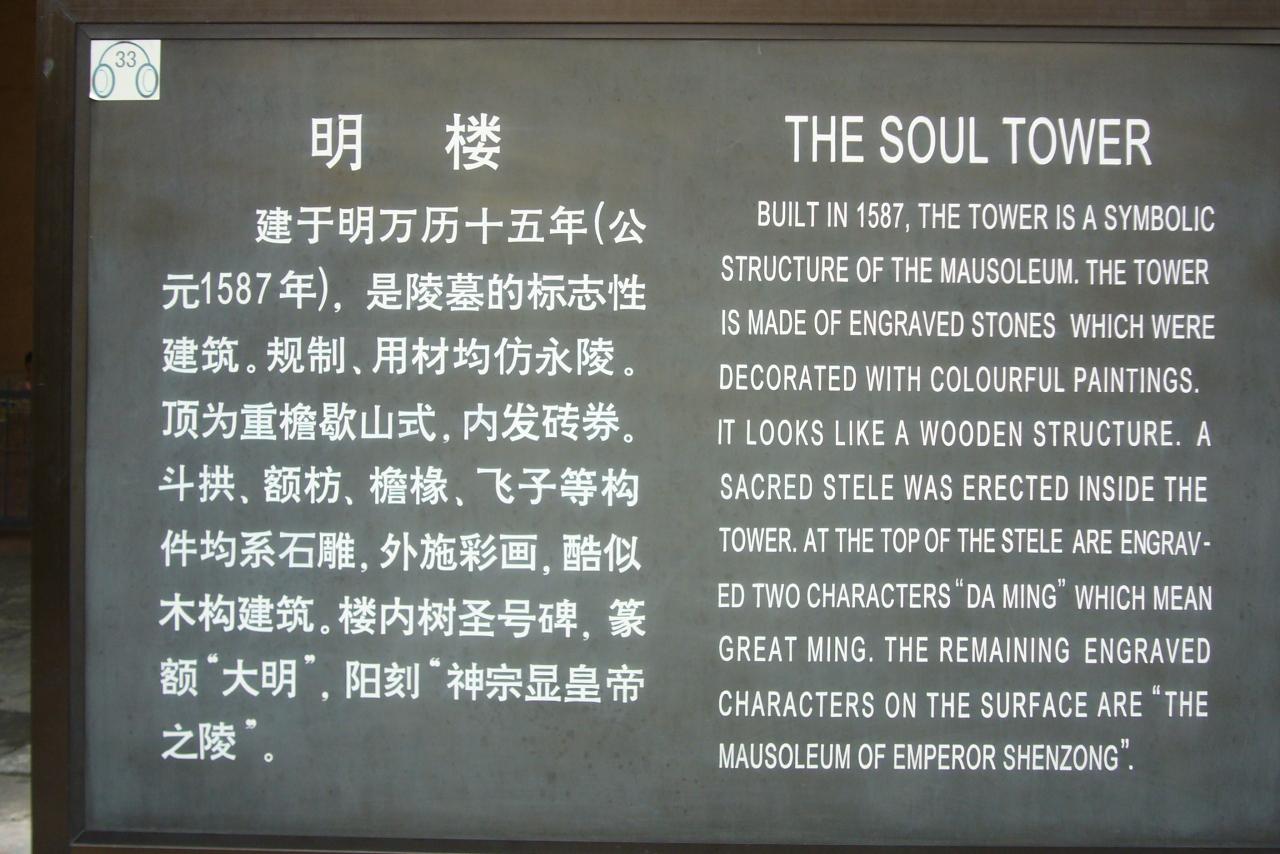 33
明 楼
建于明万历十五年(公
元1587年), 是陵墓的标志性
建筑。规制、用材均仿永陵。
顶为重檐歇山式, 内发砖券。
斗拱、额枋、檐椽、飞子等构
件均系石雕, 外施彩画, 酷似
木构建筑。楼内树圣号碑, 篆
额“大明”, 阳刻“神宗显皇帝
之陵”。
THE SOUL TOWER
BUILT IN 1587, THE TOWER IS A SYMBOLIC
STRUCTURE OF THE MAUSOLEUM. THE TOWER
IS MADE OF ENGRAVED STONES WHICH WERE
DECORATED WITH COLOURFUL PAINTINGS.
IT LOOKS LIKE A WOODEN STRUCTURE. A
SACRED STELE WAS ERECTED INSIDE THE
TOWER. AT THE TOP OF THE STELE ARE ENGRAV-
ED TWO CHARACTERS “DA MING” WHICH MEAN
GREAT MING. THE REMAINING ENGRAVED
CHARACTERS ON THE SURFACE ARE “THE
MAUSOLEUM OF EMPEROR SHENZONG”.